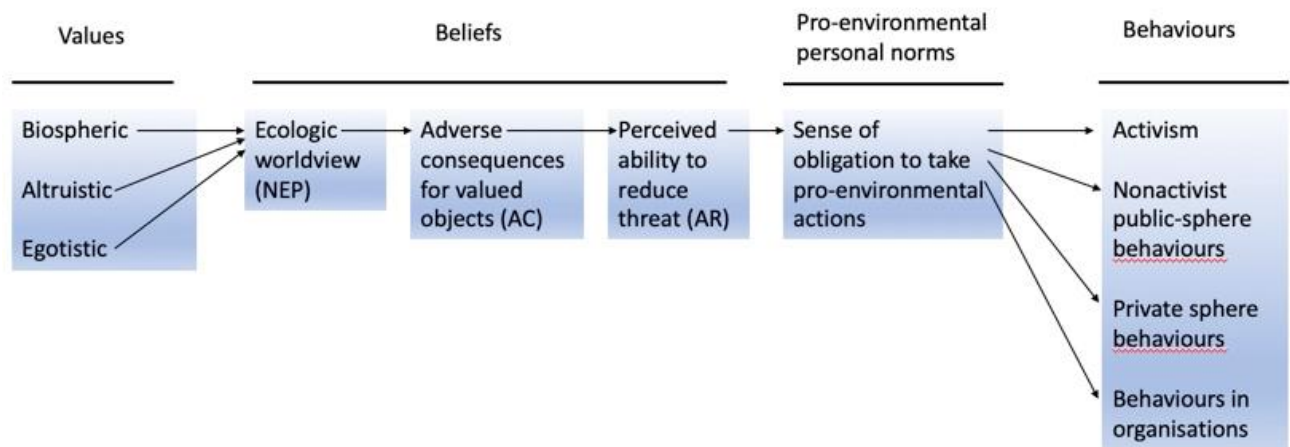 Values
Beliefs
Pro-environmental
personal norms
Behaviours
Biospheric
Altruistic
Egotistic
Ecologic
worldview
(NEP)
Adverse
consequences
for valued
objects (AC)
Perceived
ability to
reduce
threat (AR)
Sense of
obligation to take
pro-environmental
actions
Activism
Nonactivist
public-sphere
behaviours
Private sphere
behaviours
Behaviours in
organisations